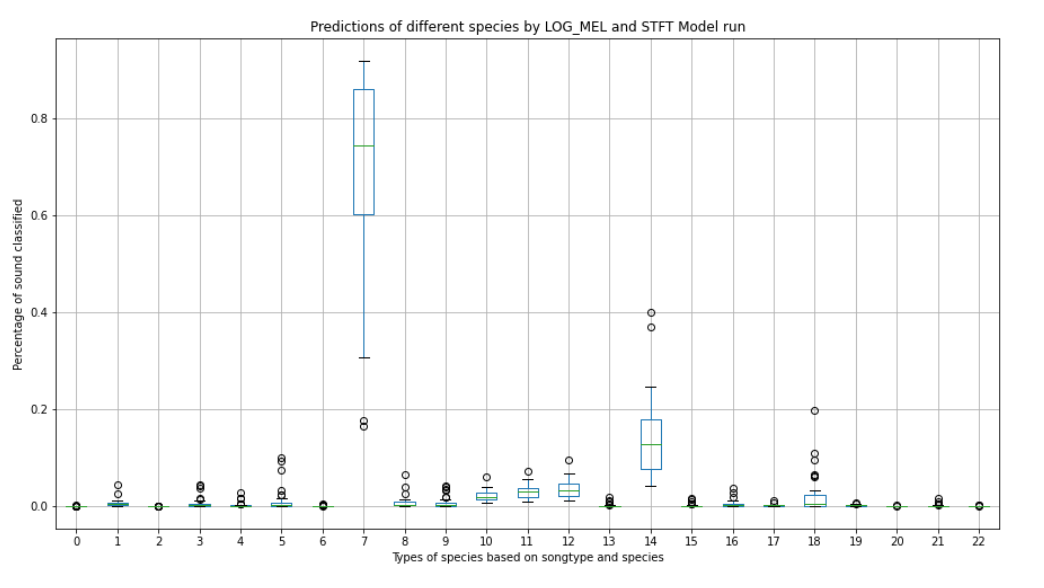 Predictions of different species by LOG_MEL and STFT Model run
Percentage of sound classified
0.8
0.6
0.4
0.2
0.0
0 1 2 3 4 5 6 7 8 9 10 11 12 13 14 15 16 17 18 19 20 21 22
Types of species based on songtype and species